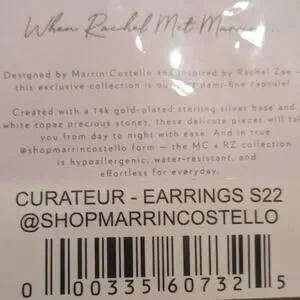 When Rachel Met Marrin
Designed by Marrin Costello and inspired by Rachel Zoe -
this exclusive collection is our demi-fine capsule!
Created with a 14k gold-plated sterling silver base and
white topaz precious stones, these delicate pieces will take
you from day to night with ease. And in true
@shopmarrincostello form — the MC x RZ collection
is hypoallergenic, water-resistant, and
effortless for everyday.
CURATEUR - EARRINGS S22
@SHOPMARRINCOSTELLO
0 00335 60732 5